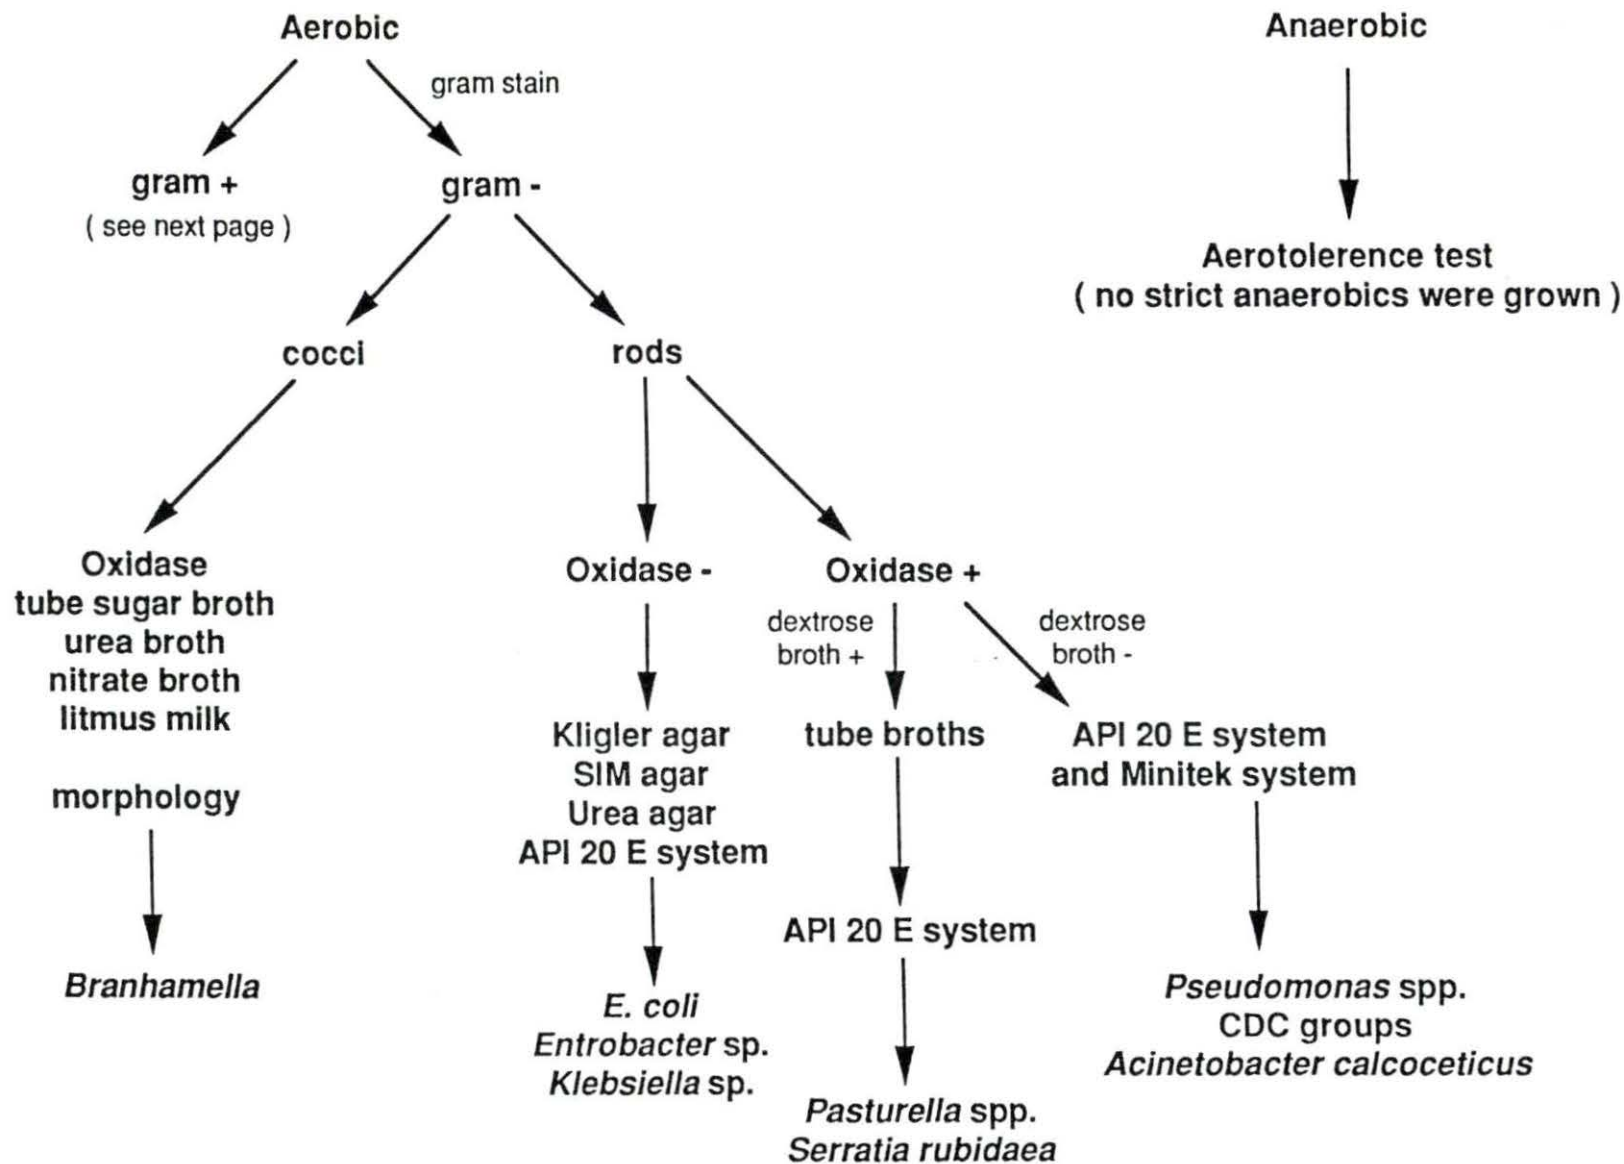 Aerobic
Anaerobic
gram stain
gram +
( see next page )
gram -
Aerotolerence test
( no strict anaerobics were grown )
cocci
rods
Oxidase
tube sugar broth
urea broth
nitrate broth
litmus milk
morphology
Branhamella
Oxidase -
Kligler agar
SIM agar
Urea agar
API 20 E system
E. coli
Entrobacter sp.
Klebsiella sp.
Oxidase +
dextrose
broth +
tube broths
API 20 E system
Pasturella spp.
Serratia rubidaea
dextrose
broth -
API 20 E system
and Minitek system
Pseudomonas spp.
CDC groups
Acinetobacter calcoceticus